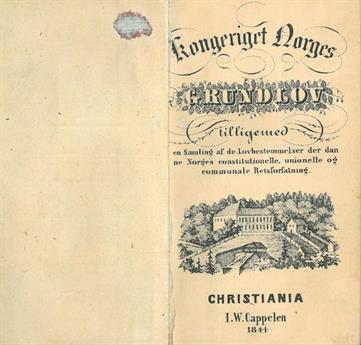 Kongeriget Norges
GRUNDLOV
tilligemed
en Samling af de Lovbestemmelser der dan
ne Norges constitutionelle, unionelle og
communale Retsforfatning.
CHRISTIANIA
I.W. Cappelen
1844